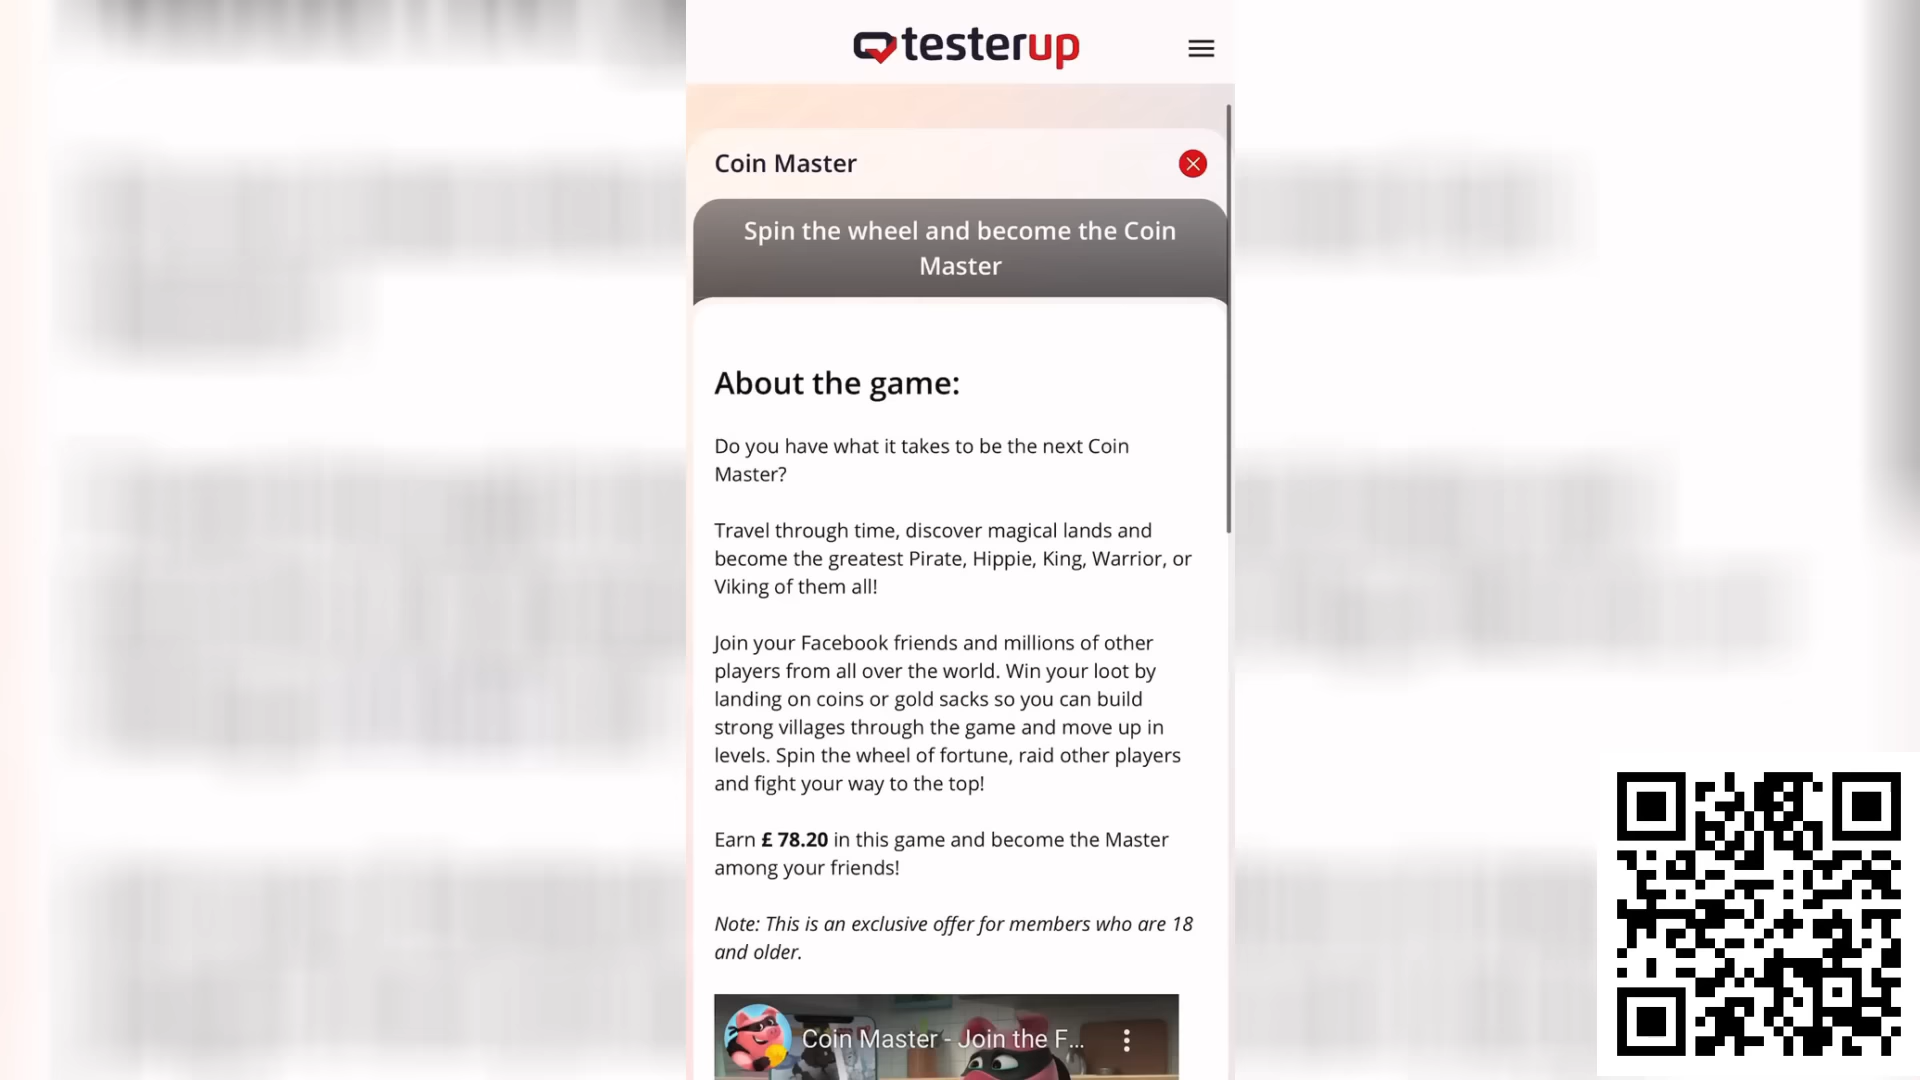 testerup
Coin Master
Spin the wheel and become the Coin
Master
About the game:
Do you have what it takes to be the next Coin
Master?
Travel through time, discover magical lands and
become the greatest Pirate, Hippie, King, Warrior, or
Viking of them all!
Join your Facebook friends and millions of other
players from all over the world. Win your loot by
landing on coins or gold sacks so you can build
strong villages through the game and move up in
levels. Spin the wheel of fortune, raid other players
and fight your way to the top!
Earn £ 78.20 in this game and become the Master
among your friends!
Note: This is an exclusive offer for members who are 18
and older.
Coin Master - Join the F...